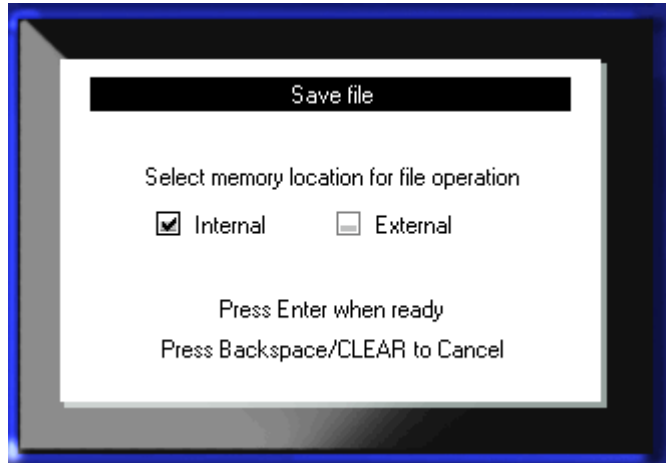 Save file
Select memory location for file operation
Internal External
Press Enter when ready
Press Backspace/CLEAR to Cancel